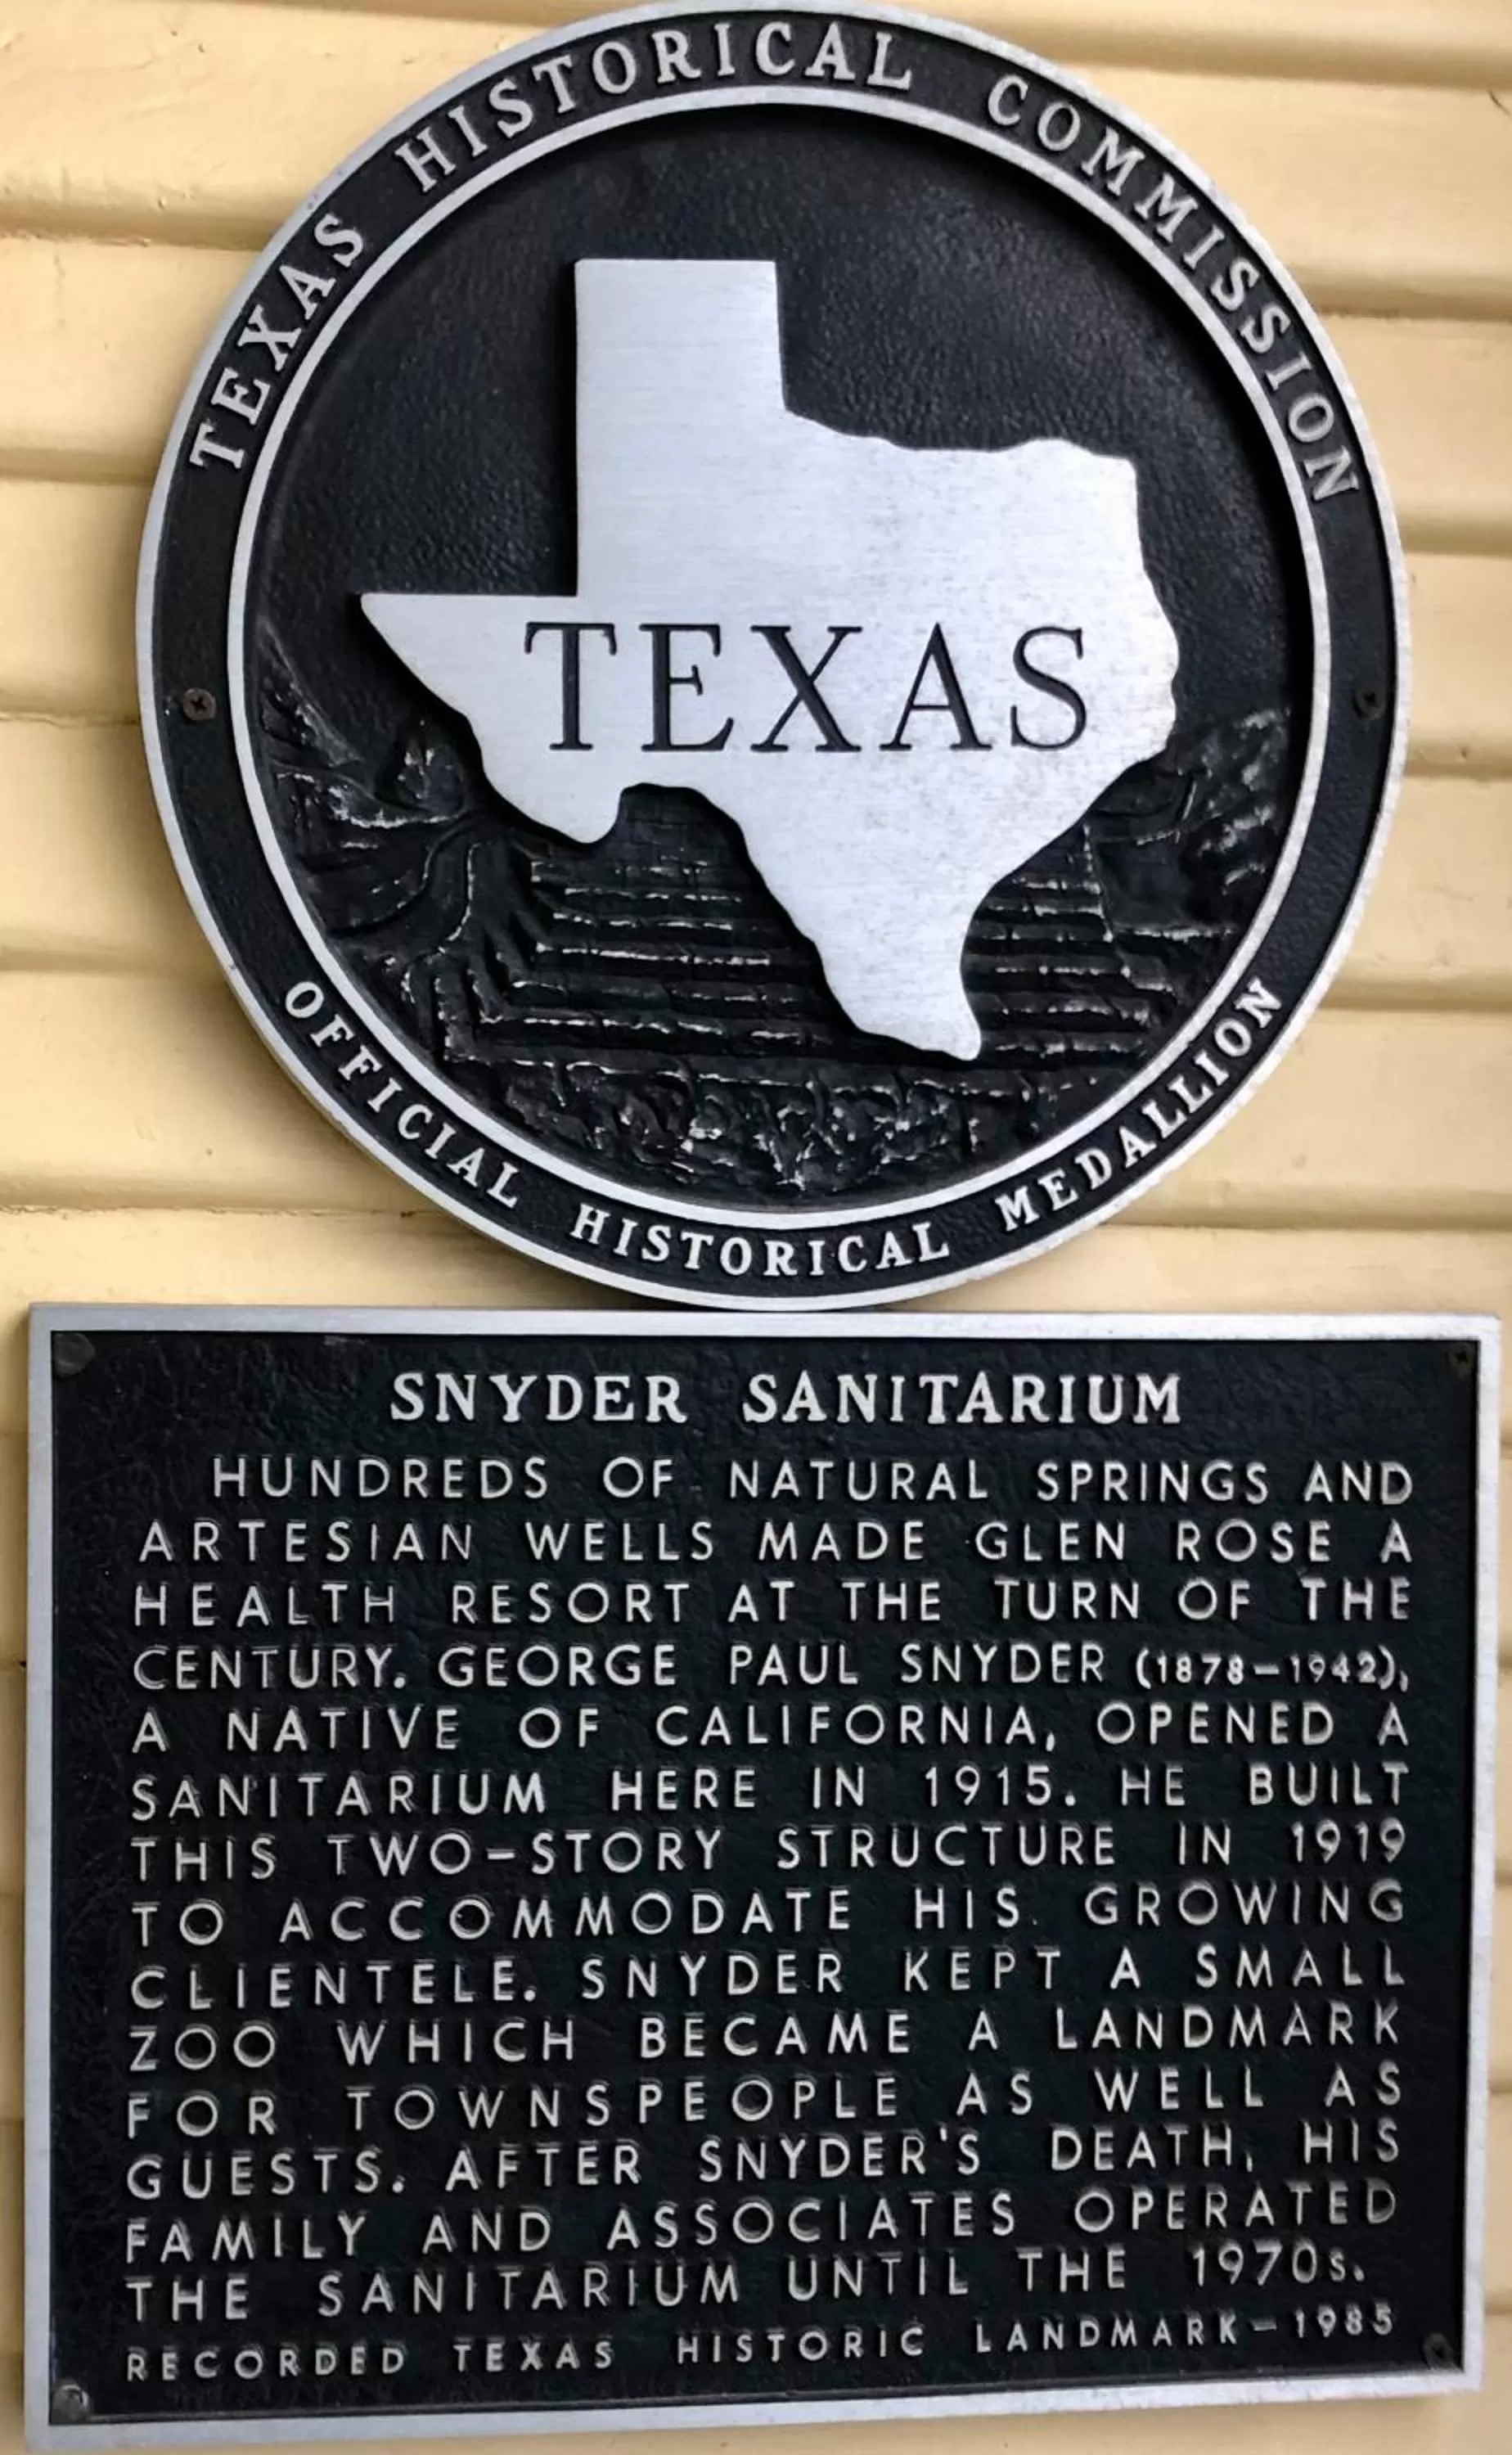 TEXAS HISTORICAL COMMISSION
TEXAS
OFFICIAL HISTORICAL MEDALLION
SNYDER SANITARIUM
HUNDREDS OF NATURAL SPRINGS AND
ARTESIAN WELLS MADE GLEN ROSE A
HEALTH RESORT AT THE TURN OF THE
CENTURY. GEORGE PAUL SNYDER (1878-1942),
A NATIVE OF CALIFORNIA, OPENED A
SANITARIUM HERE IN 1915. HE BUILT
THIS TWO-STORY STRUCTURE IN 1919
TO ACCOMMODATE HIS GROWING
CLIENTELE. SNYDER KEPT A SMALL
ZOO WHICH BECAME A LANDMARK
FOR TOWNSPEOPLE AS WELL AS
GUESTS. AFTER SNYDER'S DEATH, HIS
FAMILY AND ASSOCIATES OPERATED
THE SANITARIUM UNTIL THE 1970s.
RECORDED TEXAS HISTORIC LANDMARK-1985